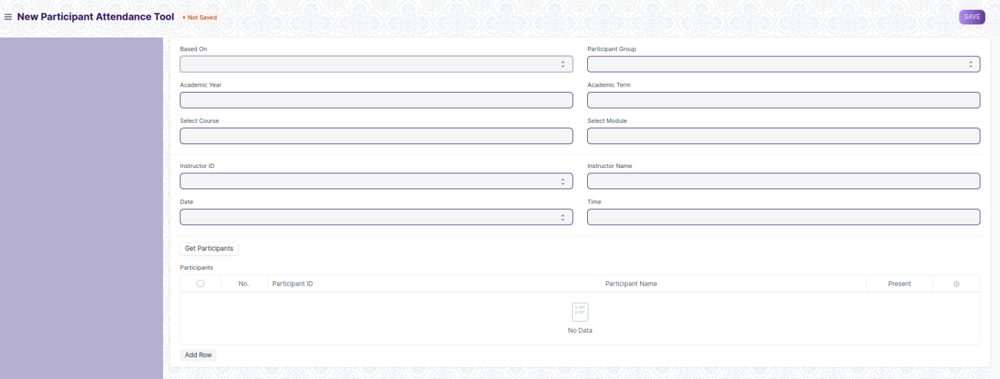 New Participant Attendance Tool • Not Saved SAVE
Based On Participant Group
Academic Year Academic Term
Select Course Select Module
Instructor ID Instructor Name
Date Time
Get Participants
Participants
No. Participant ID Participant Name Present
No Data
Add Row